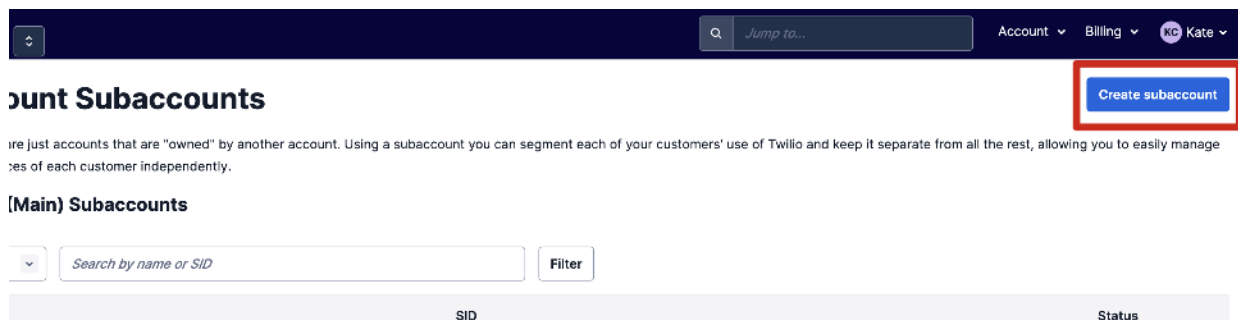 Jump to...
Account
Billing
KC Kate
ount Subaccounts
Create subaccount
are just accounts that are "owned" by another account. Using a subaccount you can segment each of your customers' use of Twilio and keep it separate from all the rest, allowing you to easily manage
ces of each customer independently.
(Main) Subaccounts
Search by name or SID
Filter
SID
Status